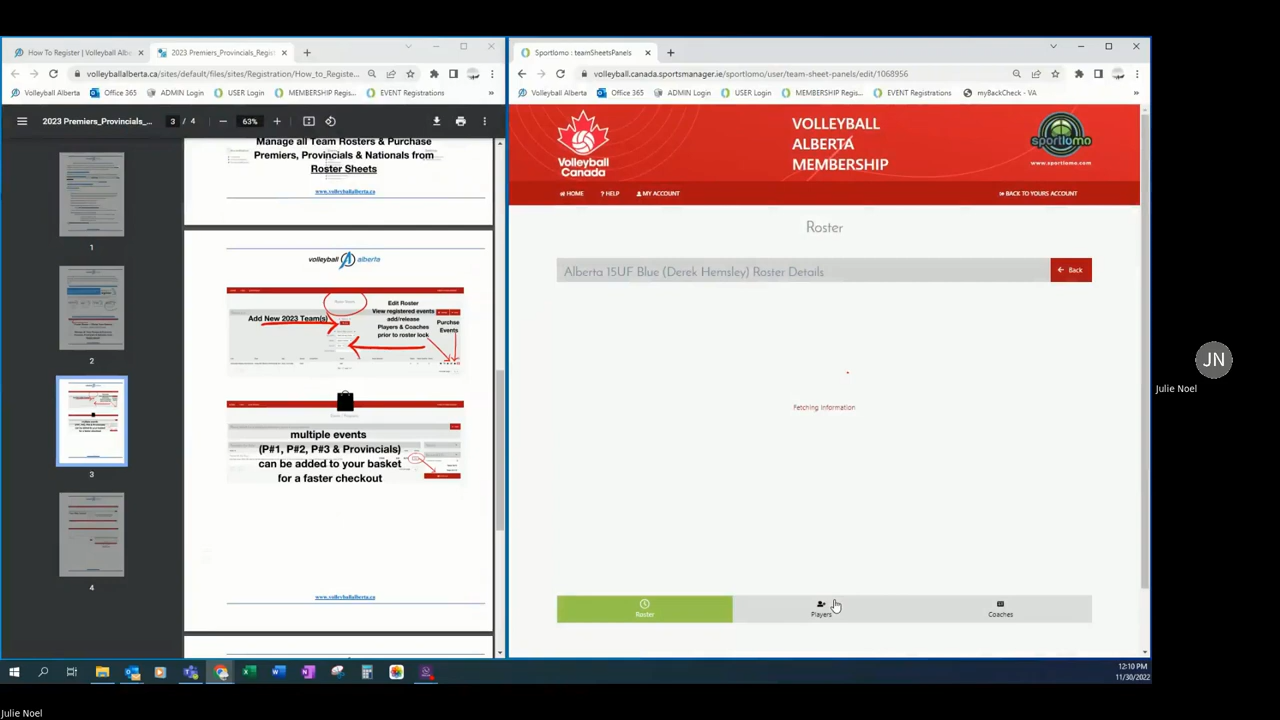 How To Register | Volleyball Albe
2023 Premiers_Provincials_Regis
volleyballalberta.ca/sites/default/files/sites/Registration/How_to_Registe...
Volleyball Alberta
Office 365
ADMIN Login
USER Login
MEMBERSHIP Regis...
EVENT Registrations
»
2023 Premiers_Provincials_...
3 / 4
63%
1
2
3
4
Manage all Team Rosters & Purchase
Premiers, Provincials & Nationals from
Roster Sheets
www.volleyballalberta.ca
volleyball alberta
Add New 2023 Team(s)
Edit Roster
View registered events
add/release
Players & Coaches
prior to roster lock
Purchse
Events
multiple events
(P#1, P#2, P#3 & Provincials)
can be added to your basket
for a faster checkout
www.volleyballalberta.ca
Sportlomo : teamSheetsPanels
volleyball.canada.sportsmanager.ie/sportlomo/user/team-sheet-panels/edit/1068956
Volleyball Alberta
Office 365
ADMIN Login
USER Login
MEMBERSHIP Regis...
EVENT Registrations
myBackCheck - VA
Volleyball
Canada
VOLLEYBALL
ALBERTA
MEMBERSHIP
sportlomo
www.sportlomo.com
HOME
? HELP
MY ACCOUNT
BACK TO YOURS ACCOUNT
Roster
Alberta 15UF Blue (Derek Hemsley) Roster Details
Back
Fetching Information
Roster
Players
Coaches
JN
Julie Noel
12:10 PM
11/30/2022
Julie Noel